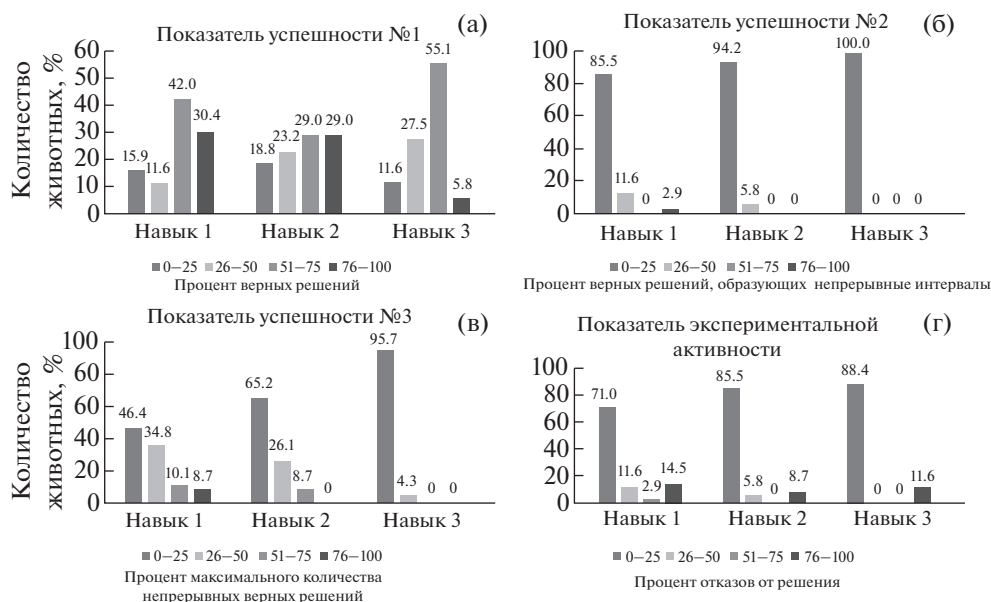 Показатель успешности №1
(а)
Количество
животных, %
60
50
40
30
20
10
0
15.9
11.6
42.0
30.4
18.8
23.2
29.0
29.0
11.6
27.5
55.1
5.8
Навык 1
Навык 2
Навык 3
0–25 26–50 51–75 76–100
Процент верных решений
Показатель успешности №2
(б)
100
80
60
40
20
0
85.5
11.6
0
2.9
94.2
5.8
0
0
100.0
0
0
0
Навык 1
Навык 2
Навык 3
0–25 26–50 51–75 76–100
Процент верных решений, образующих непрерывные интервалы
Показатель успешности №3
(в)
Количество
животных, %
100
80
60
40
20
0
46.4
34.8
10.1
8.7
65.2
26.1
8.7
0
95.7
4.3
0
0
Навык 1
Навык 2
Навык 3
0–25 26–50 51–75 76–100
Процент максимального количества
непрерывных верных решений
Показатель экспериментальной
активности
(г)
100
80
60
40
20
0
71.0
11.6
2.9
14.5
85.5
5.8
0
8.7
88.4
0
0
11.6
Навык 1
Навык 2
Навык 3
0–25 26–50 51–75 76–100
Процент отказов от решения